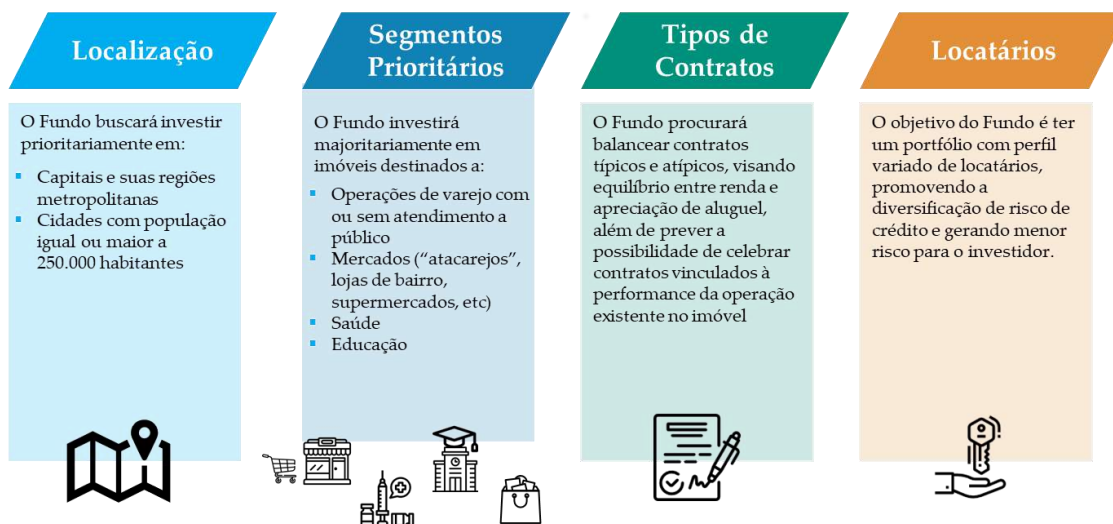 Localização
O Fundo buscará investir
prioritariamente em:
▪ Capitais e suas regiões
metropolitanas
▪ Cidades com população
igual ou maior a
250.000 habitantes
Segmentos
Prioritários
O Fundo investirá
majoritariamente em
imóveis destinados a:
▪ Operações de varejo com
ou sem atendimento a
público
▪ Mercados (“atacarejos”,
lojas de bairro,
supermercados, etc)
▪ Saúde
▪ Educação
Tipos de
Contratos
O Fundo procurará
balancear contratos
típicos e atípicos, visando
equilíbrio entre renda e
apreciação de aluguel,
além de prever a
possibilidade de celebrar
contratos vinculados à
performance da operação
existente no imóvel
Locatários
O objetivo do Fundo é ter
um portfólio com perfil
variado de locatários,
promovendo a
diversificação de risco de
crédito e gerando menor
risco para o investidor.